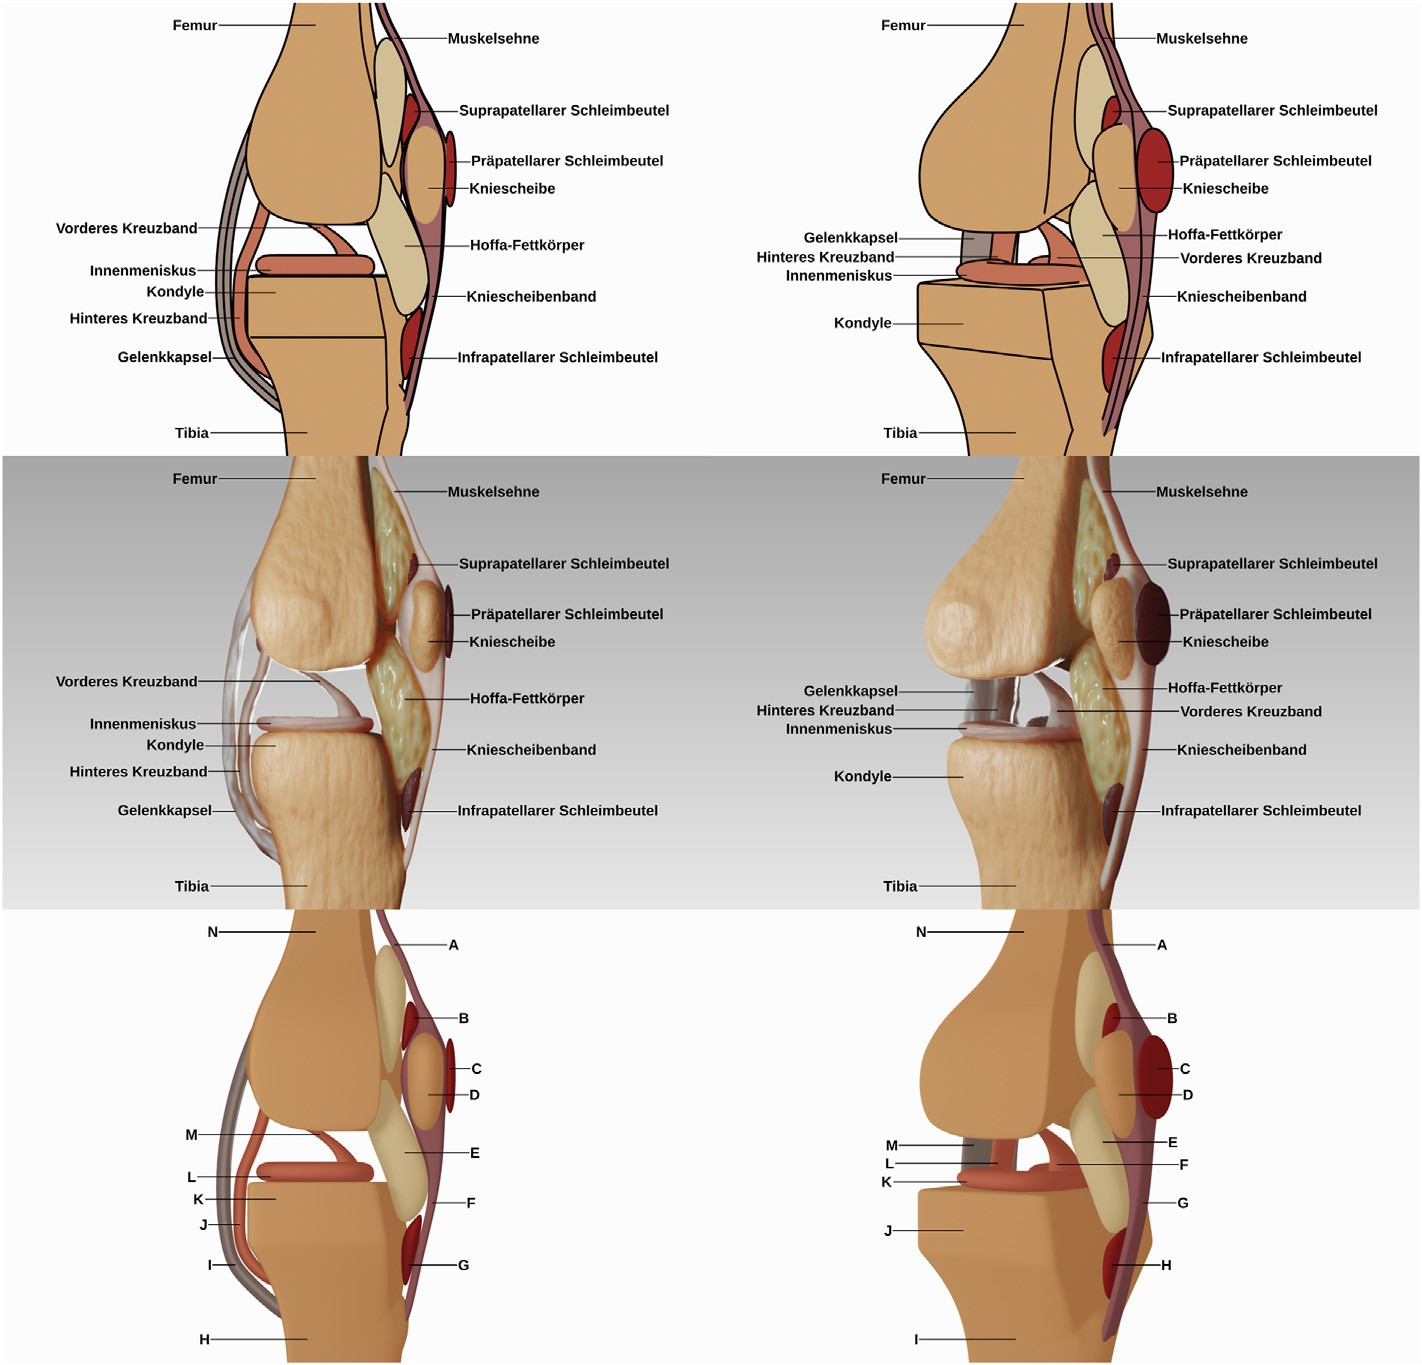 Femur
Muskelsehne
Suprapatellarer Schleimbeutel
Präpatellarer Schleimbeutel
Kniescheibe
Vorderes Kreuzband
Hoffa-Fettkörper
Innenmeniskus
Kondyle
Kniescheibenband
Hinteres Kreuzband
Gelenkkapsel
Infrapatellarer Schleimbeutel
Tibia
Femur
Muskelsehne
Suprapatellarer Schleimbeutel
Präpatellarer Schleimbeutel
Kniescheibe
Hoffa-Fettkörper
Gelenkkapsel
Hinteres Kreuzband
Vorderes Kreuzband
Innenmeniskus
Kniescheibenband
Kondyle
Infrapatellarer Schleimbeutel
Tibia
Femur
Muskelsehne
Suprapatellarer Schleimbeutel
Präpatellarer Schleimbeutel
Kniescheibe
Vorderes Kreuzband
Hoffa-Fettkörper
Innenmeniskus
Kondyle
Kniescheibenband
Hinteres Kreuzband
Gelenkkapsel
Infrapatellarer Schleimbeutel
Tibia
Femur
Muskelsehne
Suprapatellarer Schleimbeutel
Präpatellarer Schleimbeutel
Kniescheibe
Hoffa-Fettkörper
Gelenkkapsel
Hinteres Kreuzband
Vorderes Kreuzband
Innenmeniskus
Kniescheibenband
Kondyle
Infrapatellarer Schleimbeutel
Tibia
N
A
B
C
D
M
E
L
K
F
J
I
G
H
N
A
B
C
D
E
M
L
F
K
G
J
H
I